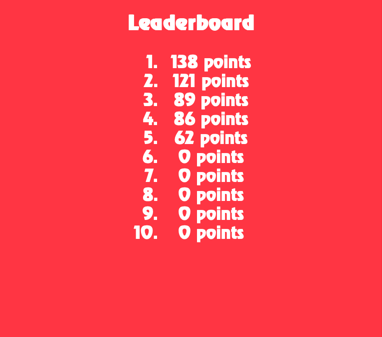 Leaderboard
1. 138 points
2. 121 points
3. 89 points
4. 86 points
5. 62 points
6. 0 points
7. 0 points
8. 0 points
9. 0 points
10. 0 points